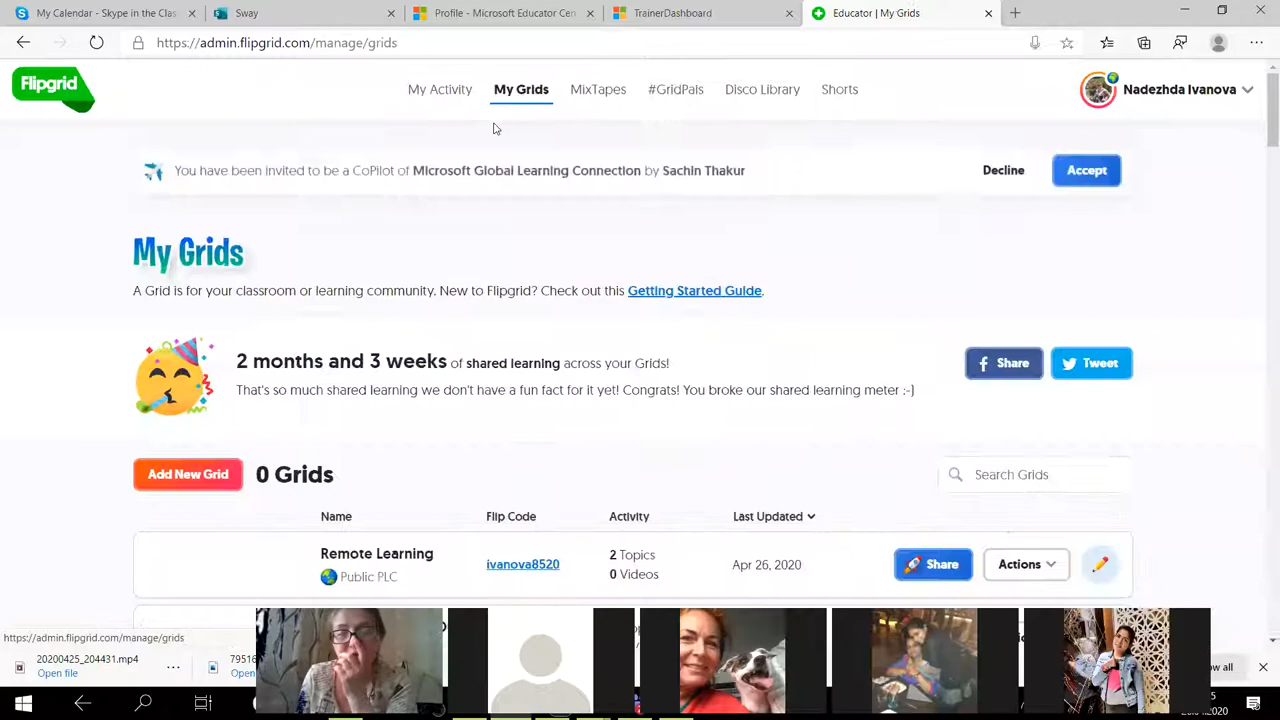 My Calendar - Skype in the Clas
Sway
Profile - Microsoft Educator Cen
TrainerDashboard
Educator | My Grids
https://admin.flipgrid.com/manage/grids
Flipgrid
My Activity
My Grids
MixTapes
#GridPals
Disco Library
Shorts
Nadezhda Ivanova
You have been invited to be a CoPilot of Microsoft Global Learning Connection by Sachin Thakur
Decline
Accept
My Grids
A Grid is for your classroom or learning community. New to Flipgrid? Check out this Getting Started Guide.
2 months and 3 weeks of shared learning across your Grids!
That's so much shared learning we don't have a fun fact for it yet! Congrats! You broke our shared learning meter :-)
Share
Tweet
Add New Grid
0 Grids
Search Grids
Name
Flip Code
Activity
Last Updated
Remote Learning
Public PLC
ivanova8520
2 Topics
0 Videos
Apr 26, 2020
Share
Actions
https://admin.flipgrid.com/manage/grids
20200425_204431.mp4
Open file
79516
Open